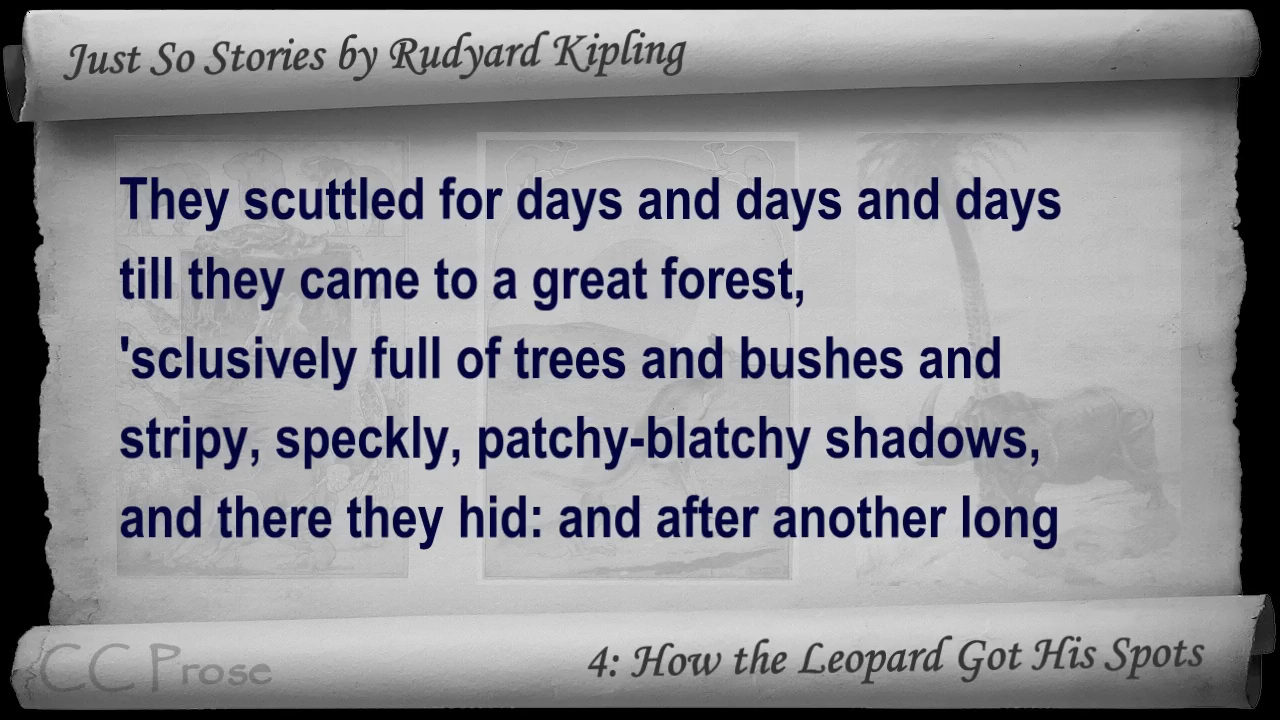 Just So Stories by Rudyard Kipling
They scuttled for days and days and days
till they came to a great forest,
'sclusively full of trees and bushes and
stripy, speckly, patchy-blatchy shadows,
and there they hid: and after another long
CC Prose
4: How the Leopard Got His Spots